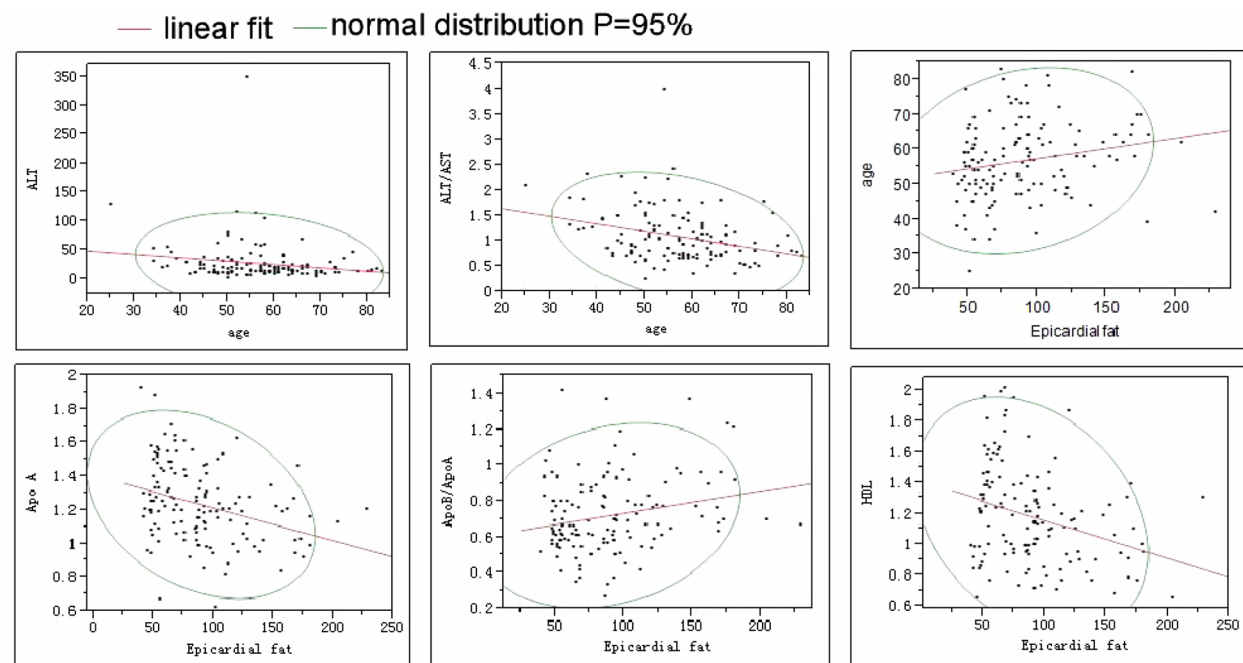 linear fit normal distribution P=95%
350
300
250
200
150
100
50
0
ALT
20 30 40 50 60 70 80
age
4.5
4
3.5
3
2.5
2
1.5
1
0.5
0
ALT/AST
20 30 40 50 60 70 80
age
80
70
60
50
40
30
20
age
50 100 150 200
Epicardial fat
2
1.8
1.6
1.4
1.2
1
0.8
0.6
Apo A
0 50 100 150 200 250
Epicardial fat
1.4
1.2
1
0.8
0.6
0.4
0.2
ApoB/ApoA
50 100 150 200
Epicardial fat
2
1.8
1.6
1.4
1.2
1
0.8
0.6
HDL
50 100 150 200 250
Epicardial fat